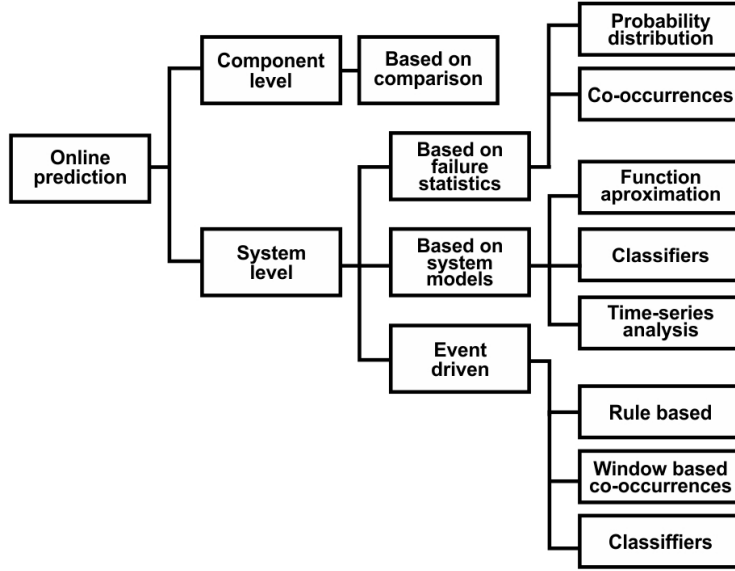 Online
prediction
Component
level
Based on
comparison
System
level
Based on
failure
statistics
Probability
distribution
Co-occurrences
Based on
system
models
Function
aproximation
Classifiers
Time-series
analysis
Event
driven
Rule based
Window based
co-occurrences
Classiffiers